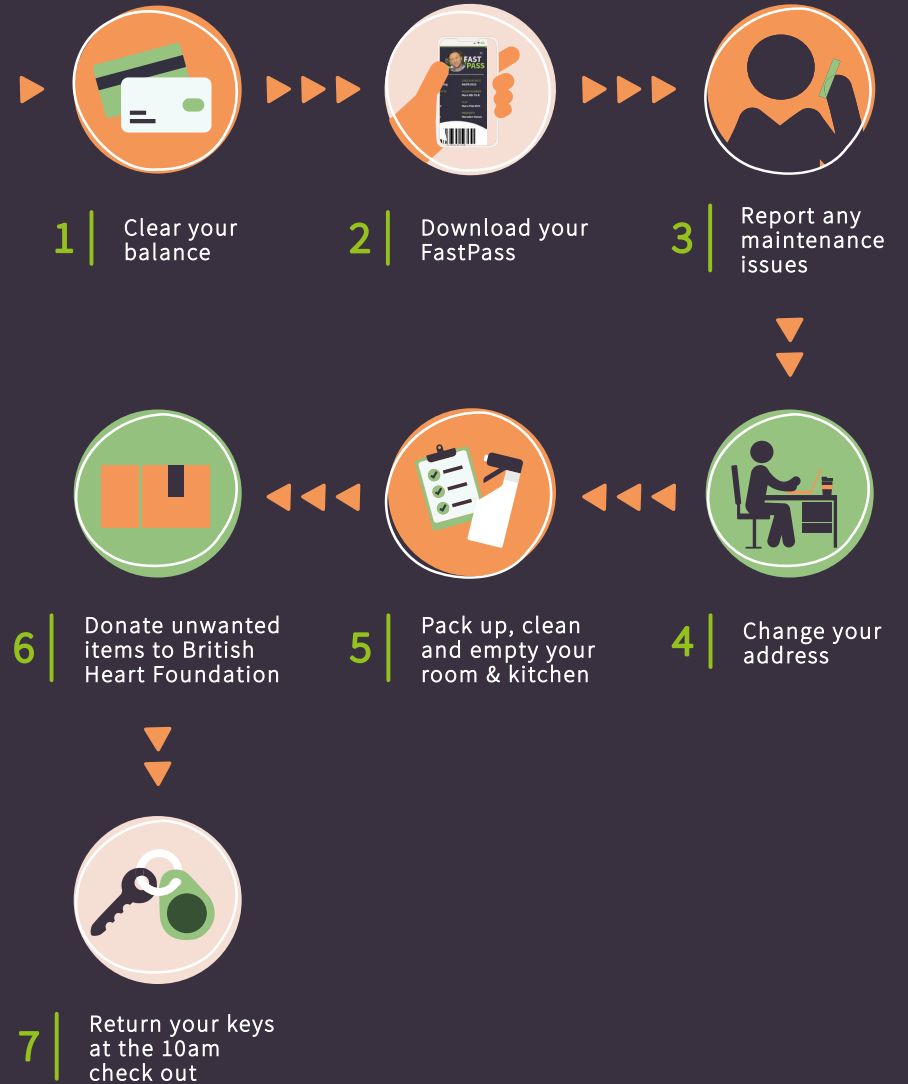 FAST
PASS
1
Clear your
balance
2
Download your
FastPass
3
Report any
maintenance
issues
4
Change your
address
5
Pack up, clean
and empty your
room & kitchen
6
Donate unwanted
items to British
Heart Foundation
7
Return your keys
at the 10am
check out